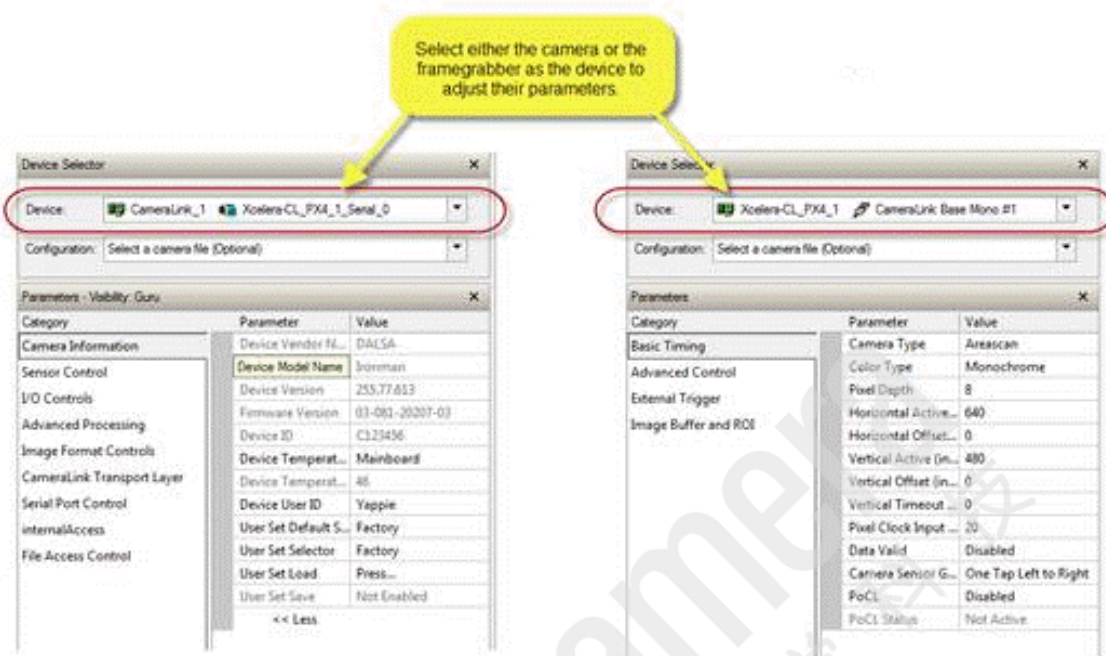 Select either the camera or the
framegrabber as the device to
adjust their parameters.
Device Selector
Device: CameraLink_1 Xcelera-CL_PX4_1_Serial_0
Configuration: Select a camera file (Optional)
Parameters - Visibility: Guru
Category Parameter Value
Camera Information Device Vendor N... DALSA
Sensor Control Device Model Name Ironman
I/O Controls Device Version 255.77.613
Advanced Processing Firmware Version 03-081-20207-03
Image Format Controls Device ID C123456
CameraLink Transport Layer Device Temperat... Mainboard
Serial Port Control Device Temperat... 46
internalAccess Device User ID Yappie
File Access Control User Set Default S... Factory
User Set Selector Factory
User Set Load Press...
User Set Save Not Enabled
<< Less
Device Selector
Device: Xcelera-CL_PX4_1 CameraLink Base Mono #1
Configuration: Select a camera file (Optional)
Parameters
Category Parameter Value
Basic Timing Camera Type Areascan
Advanced Control Color Type Monochrome
External Trigger Pixel Depth 8
Image Buffer and ROI Horizontal Active... 640
Horizontal Offset... 0
Vertical Active (in... 480
Vertical Offset (in... 0
Vertical Timeout ... 0
Pixel Clock Input ... 20
Data Valid Disabled
Camera Sensor G... One Tap Left to Right
PoCL Disabled
PoCL Status Not Active